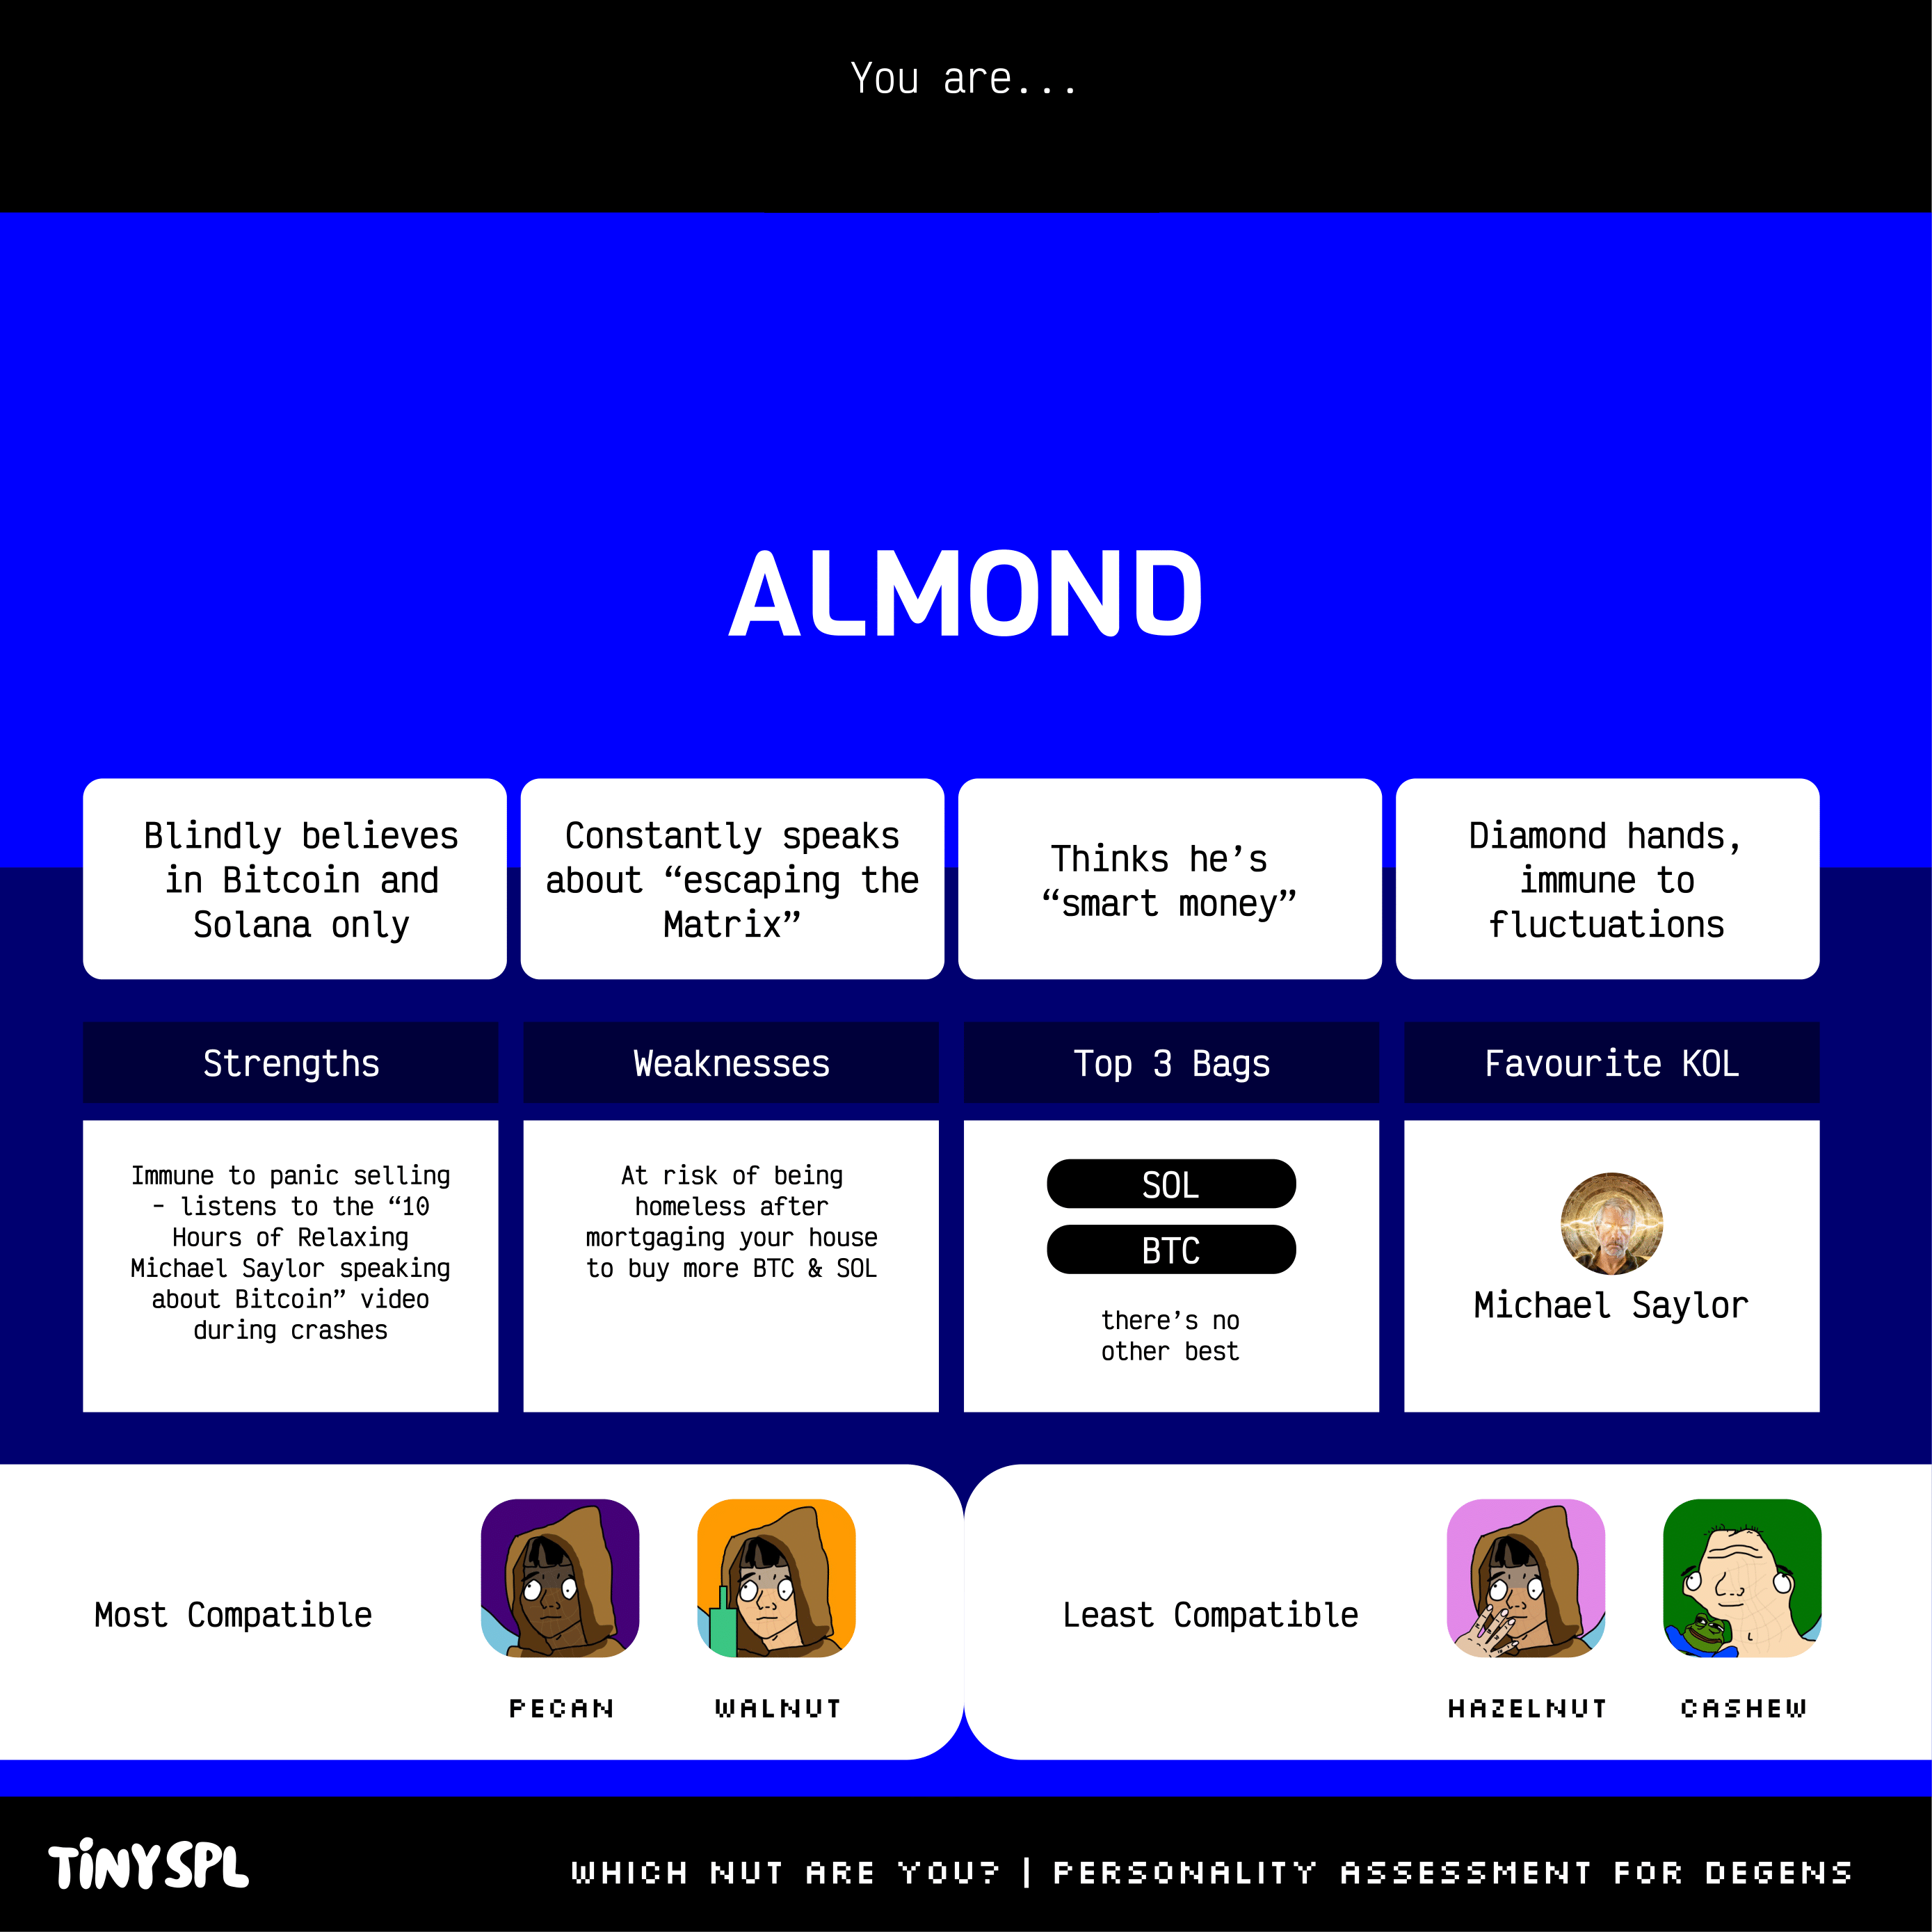 You are...
ALMOND
Blindly believes
in Bitcoin and
Solana only
Constantly speaks
about “escaping the
Matrix”
Thinks he’s
“smart money”
Diamond hands,
immune to
fluctuations
Strengths
Immune to panic selling
- listens to the “10
Hours of Relaxing
Michael Saylor speaking
about Bitcoin” video
during crashes
Weaknesses
At risk of being
homeless after
mortgaging your house
to buy more BTC & SOL
Top 3 Bags
SOL
BTC
there’s no
other best
Favourite KOL
Michael Saylor
Most Compatible
PECAN
WALNUT
Least Compatible
HAZELNUT
CASHEW
TiNY SPL
WHICH NUT ARE YOU? | PERSONALITY ASSESSMENT FOR DEGENS